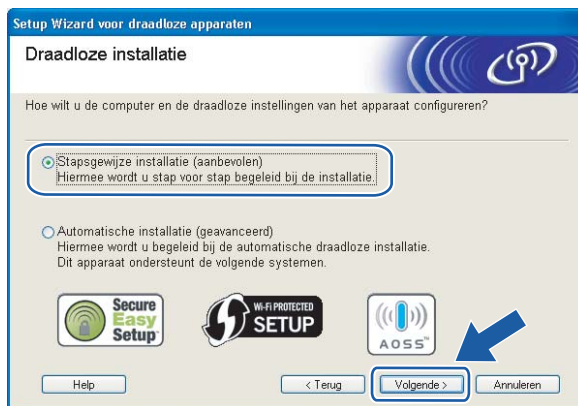 Setup Wizard voor draadloze apparaten
Draadloze installatie
Hoe wilt u de computer en de draadloze instellingen van het apparaat configureren?
Stapsgewijze installatie (aanbevolen)
Hiermee wordt u stap voor stap begeleid bij de installatie.
Automatische installatie (geavanceerd)
Hiermee wordt u begeleid bij de automatische draadloze installatie.
Dit apparaat ondersteunt de volgende systemen.
Secure
Easy
Setup
Wi-Fi PROTECTED
SETUP
AOSS™
Help
< Terug
Volgende >
Annuleren